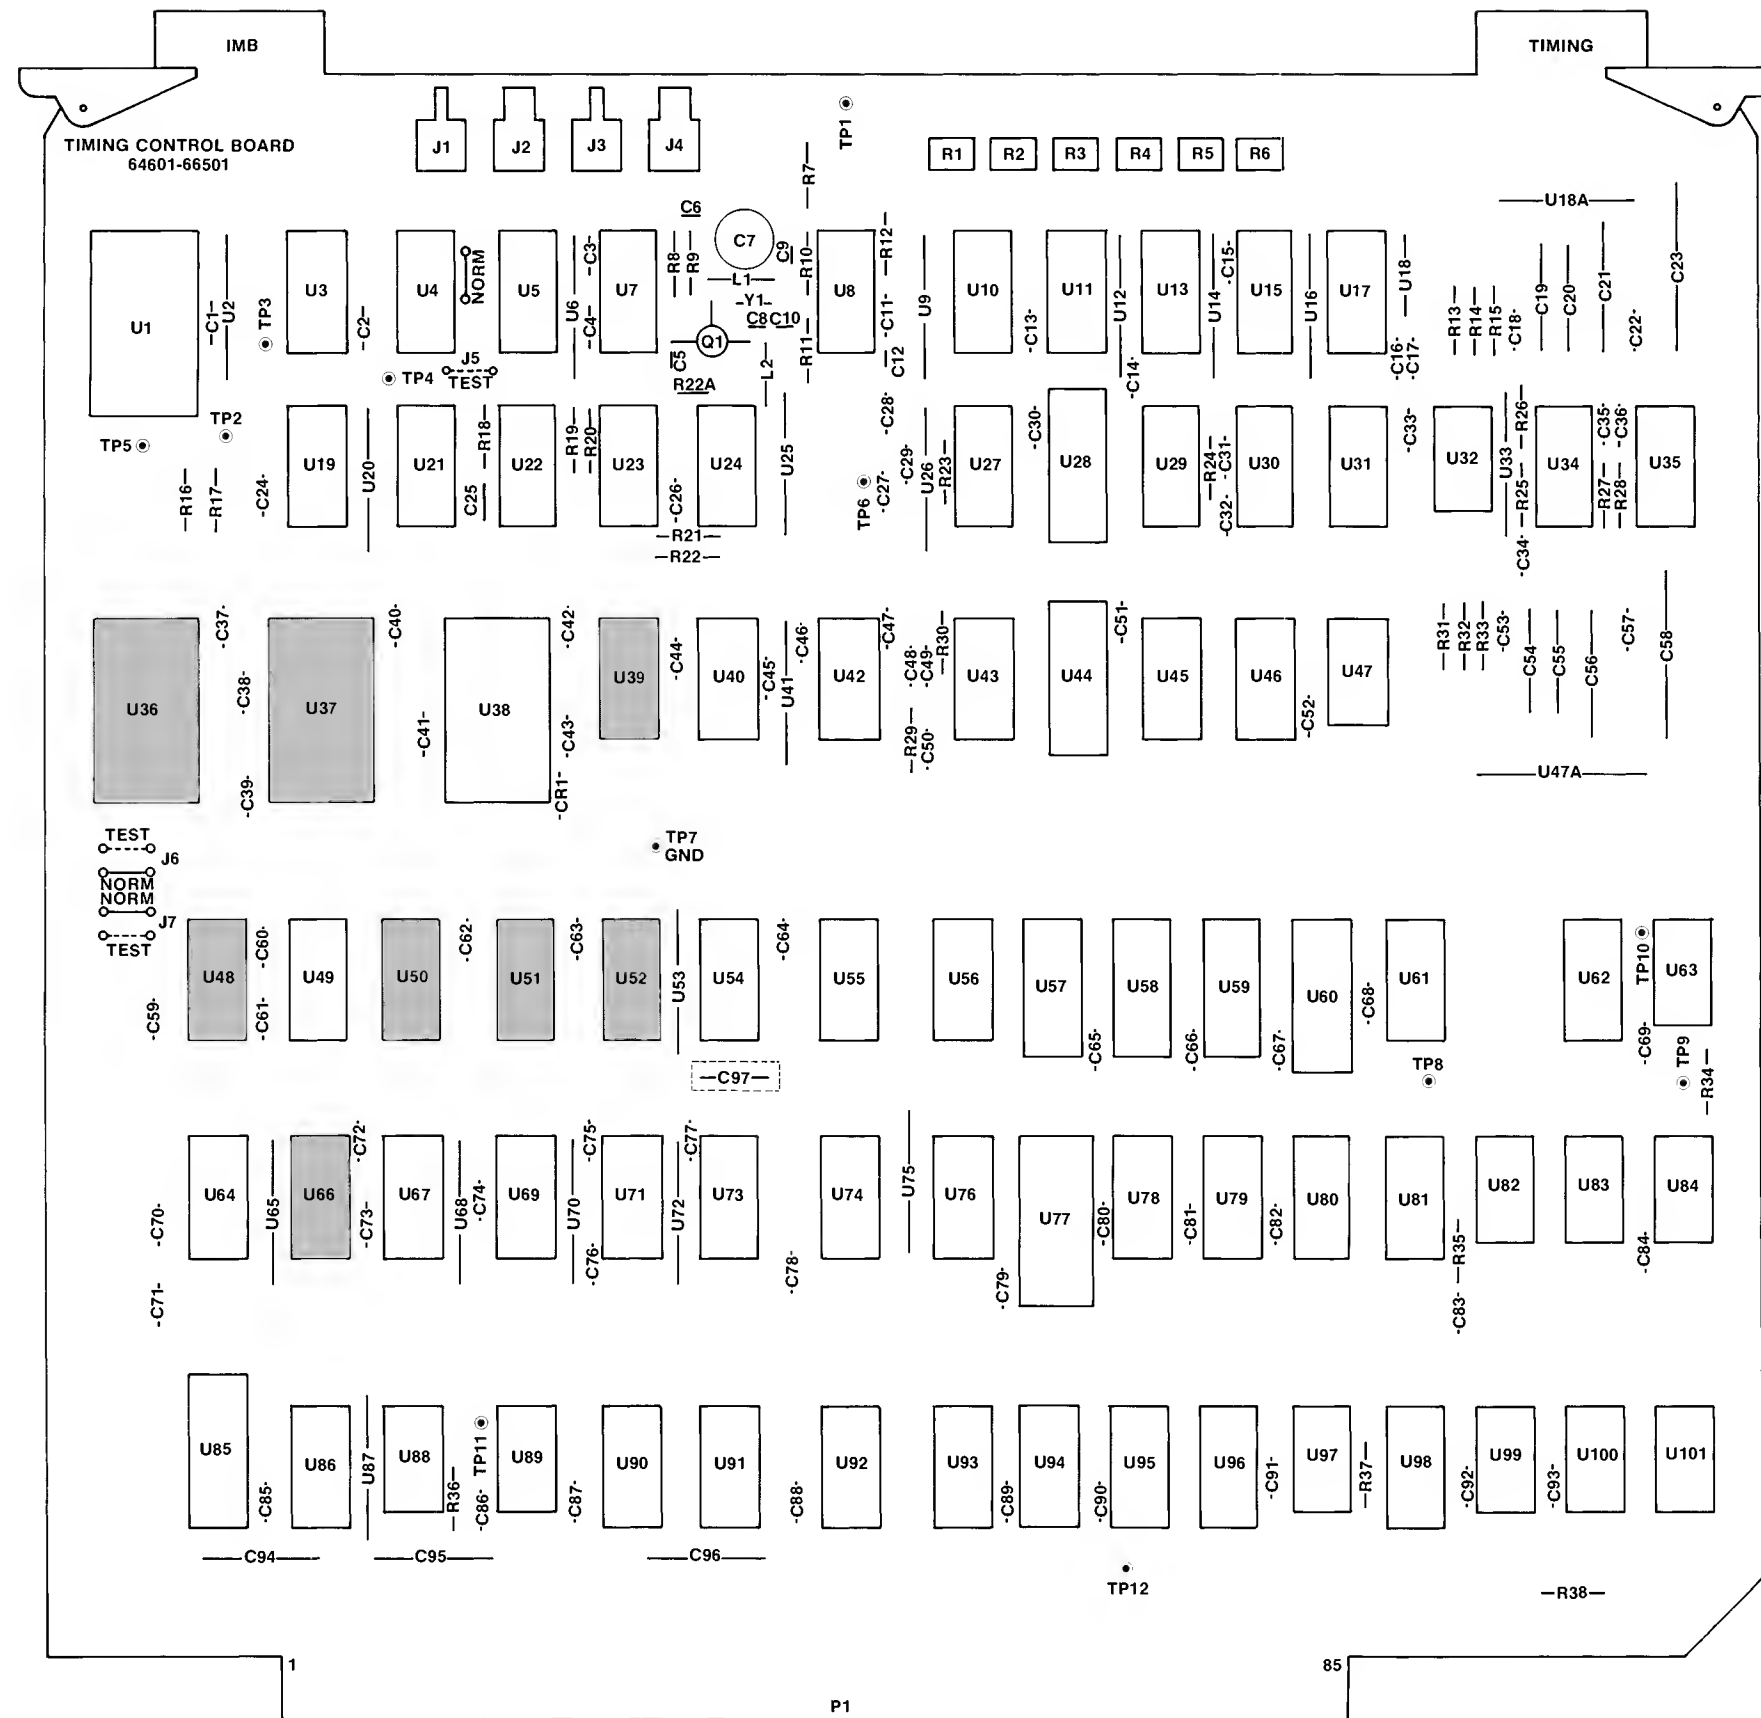 IMB
TIMING
TIMING CONTROL BOARD
64601-66501
J1
J2
J3
J4
TP1
R1
R2
R3
R4
R5
R6
R7
U18A
C6
C7
U1
C1
U2
TP3
U3
C2
U4
NORM
U5
U6
C3
C4
U7
R8
R9
L1
Y1
C8
C10
C9
R10
R11
U8
R12
C11
C12
U9
U10
C13
U11
U12
C14
U13
U14
C15
U15
U16
U17
U18
C16
C17
R13
R14
R15
C18
C19
C20
C21
C22
C23
Q1
C5
R22A
L2
J5
TEST
TP4
TP5
TP2
R16
R17
C24
U19
U20
U21
R18
C25
U22
R19
R20
U23
C26
U24
U25
R21
R22
TP6
C27
C28
C29
U26
R23
U27
C30
U28
U29
R24
C31
C32
U30
U31
C33
U32
U33
R26
R25
C34
U34
C35
C36
R27
R28
U35
U36
C37
C38
C39
U37
C40
C41
U38
C42
C43
CR1
U39
C44
U40
C45
U41
C46
U42
C47
C48
C49
R30
R29
C50
U43
U44
C51
U45
U46
C52
U47
R31
R32
R33
C53
C54
C55
C56
C57
C58
U47A
TEST
J6
NORM
NORM
J7
TEST
TP7
GND
C59
U48
C60
C61
U49
U50
C62
U51
C63
U52
U53
U54
C64
C97
U55
U56
U57
C65
U58
C66
U59
C67
U60
C68
U61
TP8
U62
TP10
C69
U63
TP9
R34
C70
C71
U64
U65
U66
C72
C73
U67
U68
C74
U69
U70
C75
C76
U71
U72
C77
U73
C78
U74
U75
U76
C79
U77
C80
U78
C81
U79
C82
U80
U81
R35
C83
U82
U83
C84
U84
U85
C85
U86
U87
U88
R36
C86
TP11
U89
C87
U90
U91
C88
U92
U93
C89
U94
C90
U95
U96
C91
U97
R37
U98
C92
U99
C93
U100
U101
C94
C95
C96
TP12
R38
1
85
P1